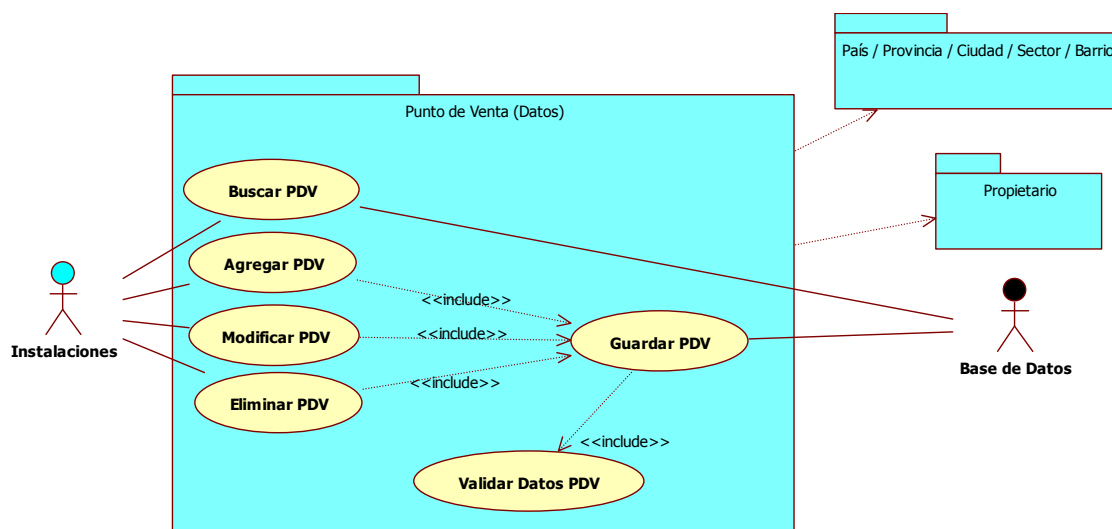 País / Provincia / Ciudad / Sector / Barrio
Punto de Venta (Datos)
Buscar PDV
Propietario
Agregar PDV
<<include>>
Modificar PDV
<<include>>
Guardar PDV
Instalaciones
Base de Datos
<<include>>
Eliminar PDV
<<include>>
Validar Datos PDV